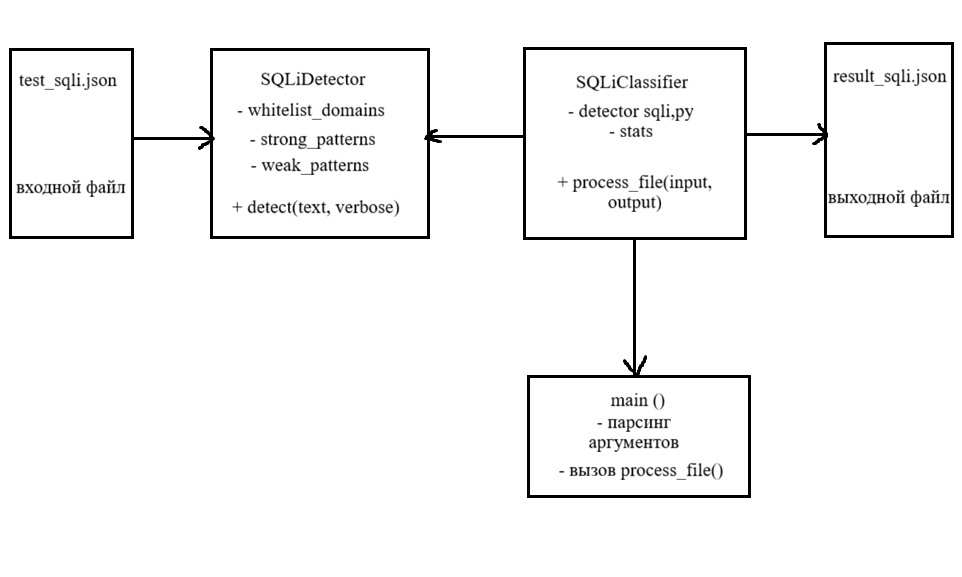 test_sqli.json
входной файл
SQLiDetector
- whitelist_domains
- strong_patterns
- weak_patterns
+ detect(text, verbose)
SQLiClassifier
- detector sqli,py
- stats
+ process_file(input,
output)
result_sqli.json
выходной файл
main ()
- парсинг
аргументов
- вызов process_file()